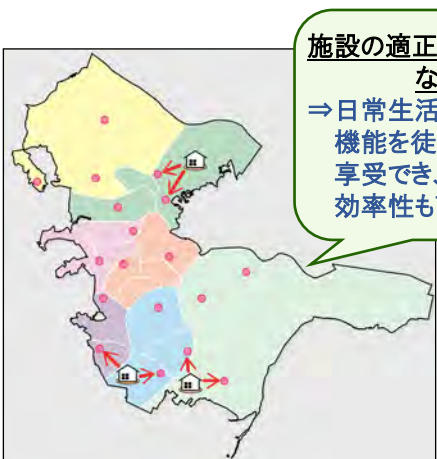 施設の適正
な
⇒日常生活
機能を徒
享受でき、
効率性も